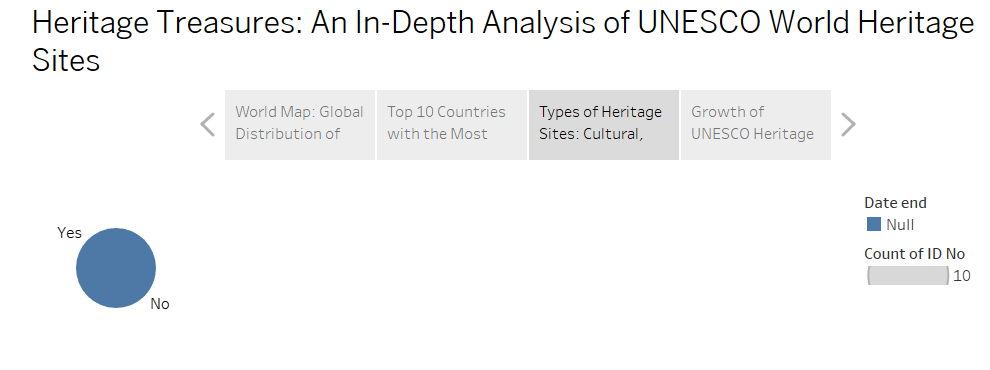 Heritage Treasures: An In-Depth Analysis of UNESCO World Heritage
Sites
World Map: Global
Distribution of
Top 10 Countries
with the Most
Types of Heritage
Sites: Cultural,
Growth of
UNESCO Heritage
Yes
No
Date end
Null
Count of ID No
10